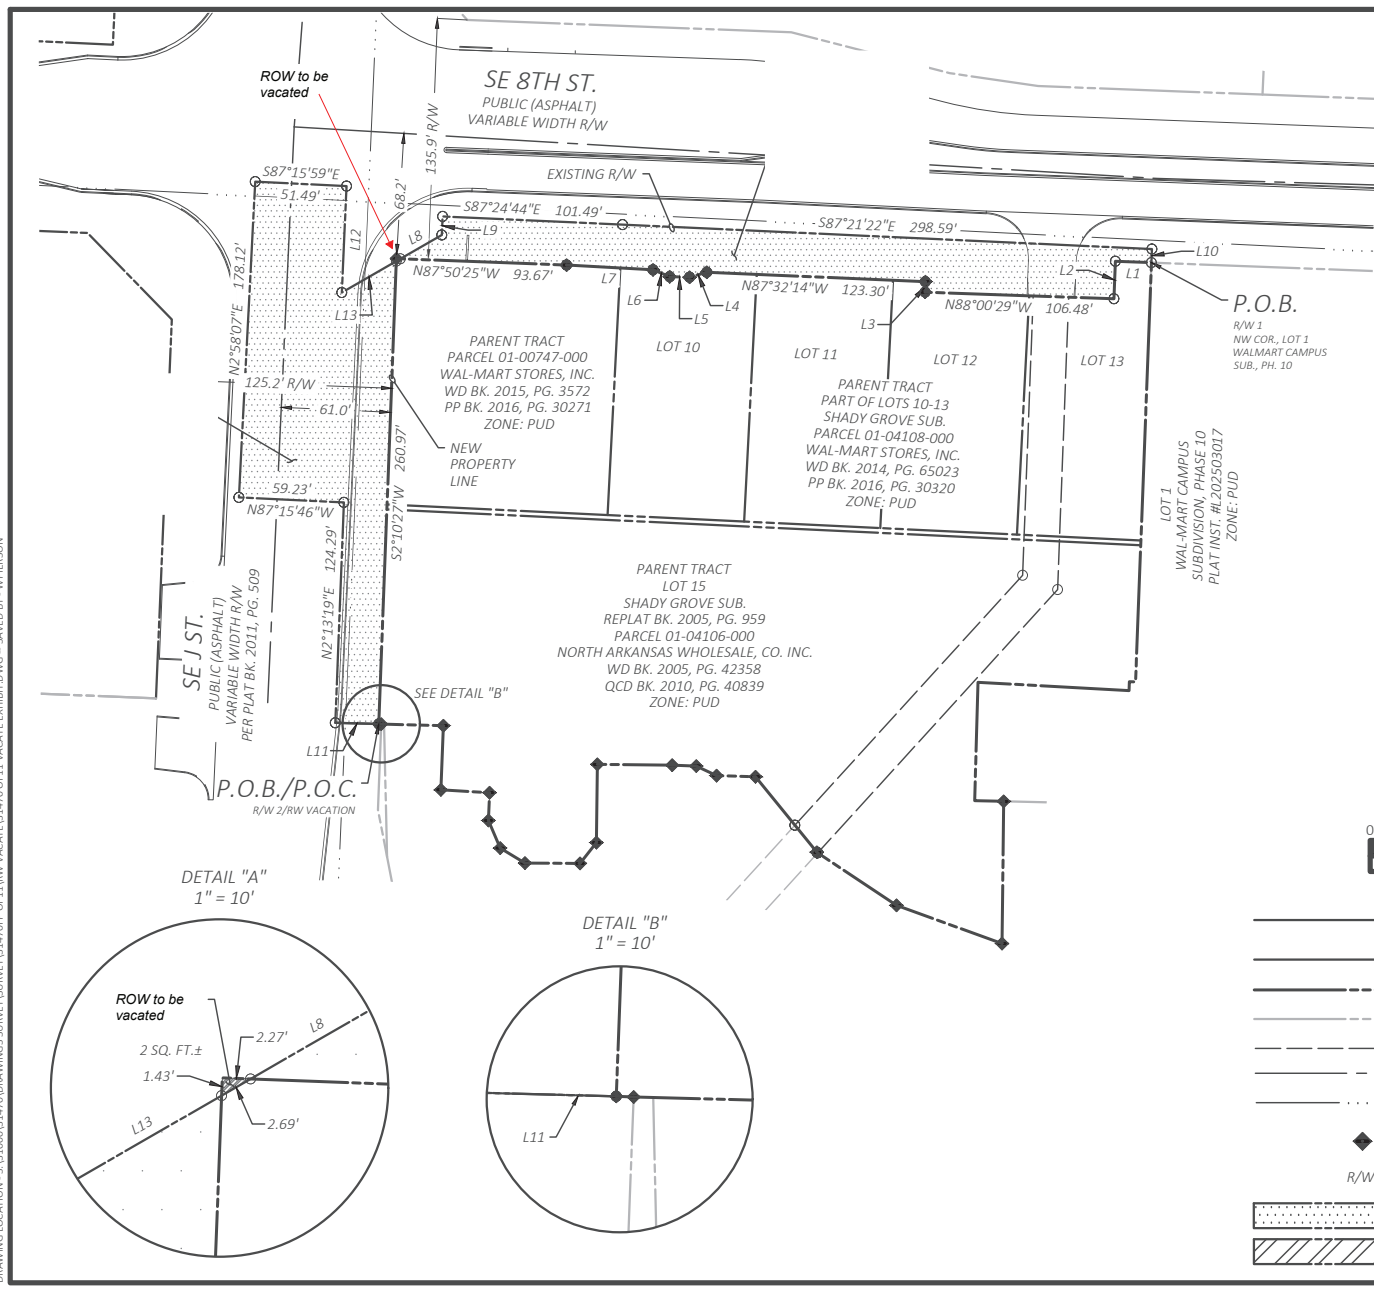 ROW to be
vacated
SE 8TH ST.
PUBLIC (ASPHALT)
VARIABLE WIDTH R/W
135.9' R/W
68.2'
EXISTING R/W
S87°15'59"E
51.49'
S87°24'44"E 101.49'
S87°21'22"E 298.59'
L12
L8
L9
L10
L2
L1
N87°50'25"W 93.67'
L7
L6
L5
L4
N87°32'14"W 123.30'
L3
N88°00'29"W 106.48'
P.O.B.
R/W 1
NW COR., LOT 1
WALMART CAMPUS
SUB., PH. 10
L13
N2°58'07"E 178.12'
125.2' R/W
61.0'
PARENT TRACT
PARCEL 01-00747-000
WAL-MART STORES, INC.
WD BK. 2015, PG. 3572
PP BK. 2016, PG. 30271
ZONE: PUD
LOT 10
LOT 11
LOT 12
LOT 13
PARENT TRACT
PART OF LOTS 10-13
SHADY GROVE SUB.
PARCEL 01-04108-000
WAL-MART STORES, INC.
WD BK. 2014, PG. 65023
PP BK. 2016, PG. 30320
ZONE: PUD
NEW
PROPERTY
LINE
S2°10'27"W 260.97'
59.23'
N87°15'46"W
N2°13'19"E 124.29'
LOT 1
WAL-MART CAMPUS
SUBDIVISION, PHASE 10
PLAT INST. #L202503017
ZONE: PUD
PARENT TRACT
LOT 15
SHADY GROVE SUB.
REPLAT BK. 2005, PG. 959
PARCEL 01-04106-000
NORTH ARKANSAS WHOLESALE, CO. INC.
WD BK. 2005, PG. 42358
QCD BK. 2010, PG. 40839
ZONE: PUD
SE J ST.
PUBLIC (ASPHALT)
VARIABLE WIDTH R/W
PER PLAT BK. 2011, PG. 509
SEE DETAIL "B"
L11
P.O.B./P.O.C.
R/W 2/RW VACATION
DETAIL "A"
1" = 10'
ROW to be
vacated
2 SQ. FT.±
1.43'
2.27'
2.69'
L8
L13
DETAIL "B"
1" = 10'
L11
0
R/W